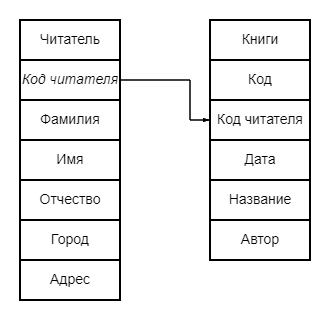 Читатель
Код читателя
Фамилия
Имя
Отчество
Город
Адрес
Книги
Код
Код читателя
Дата
Название
Автор